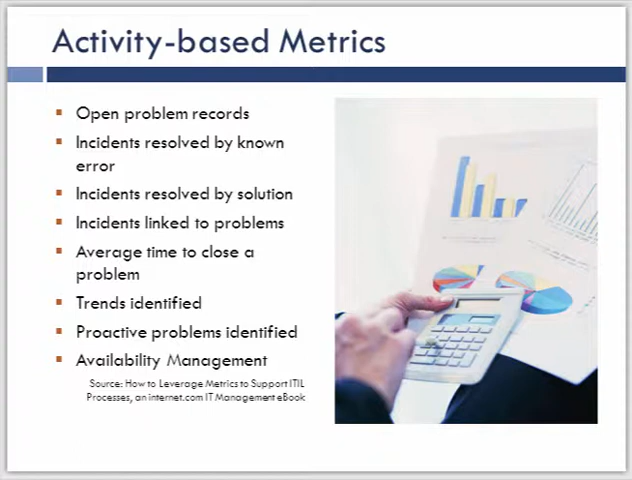 Activity-based Metrics
Open problem records
Incidents resolved by known
error
Incidents resolved by solution
Incidents linked to problems
Average time to close a
problem
Trends identified
Proactive problems identified
Availability Management
Source: How to Leverage Metrics to Support ITIL
Processes, an internet.com IT Management eBook